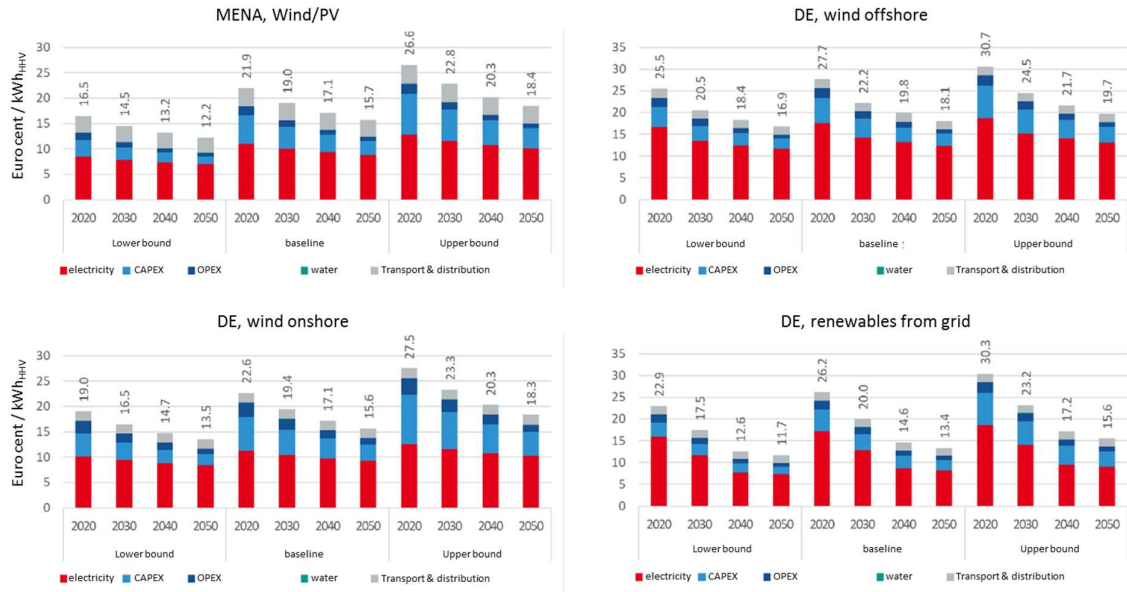 MENA, Wind/PV
Euro cent / kWhHHV
30
25
20
15
10
5
0
16.5 14.5 13.2 12.2 21.9 19.0 17.1 15.7 26.6 22.8 20.3 18.4
2020 2030 2040 2050 2020 2030 2040 2050 2020 2030 2040 2050
Lower bound baseline Upper bound
electricity CAPEX OPEX water Transport & distribution
DE, wind offshore
35
30
25
20
15
10
5
0
25.5 20.5 18.4 16.9 27.7 22.2 19.8 18.1 30.7 24.5 21.7 19.7
2020 2030 2040 2050 2020 2030 2040 2050 2020 2030 2040 2050
Lower bound baseline : Upper bound
electricity CAPEX OPEX water Transport & distribution
DE, wind onshore
Euro cent / kWhHHV
30
25
20
15
10
5
0
19.0 16.5 14.7 13.5 22.6 19.4 17.1 15.6 27.5 23.3 20.3 18.3
2020 2030 2040 2050 2020 2030 2040 2050 2020 2030 2040 2050
Lower bound baseline Upper bound
electricity CAPEX OPEX water Transport & distribution
DE, renewables from grid
35
30
25
20
15
10
5
0
22.9 17.5 12.6 11.7 26.2 20.0 14.6 13.4 30.3 23.2 17.2 15.6
2020 2030 2040 2050 2020 2030 2040 2050 2020 2030 2040 2050
Lower bound baseline Upper bound
electricity CAPEX OPEX water Transport & distribution